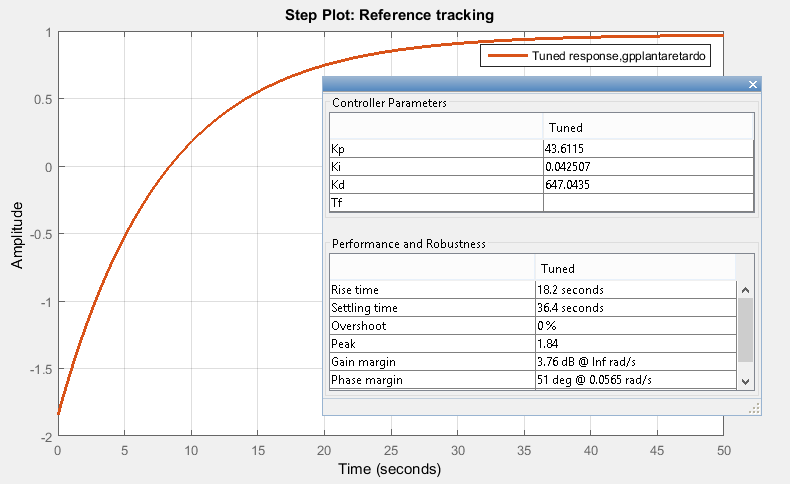 Step Plot: Reference tracking
Tuned response,gpplantaretardo
Amplitude
1
0.5
0
-0.5
-1
-1.5
-2
0 5 10 15 20 25 30 35 40 45 50
Time (seconds)
Controller Parameters
Tuned
Kp 43.6115
Ki 0.042507
Kd 647.0435
Tf
Performance and Robustness
Tuned
Rise time 18.2 seconds
Settling time 36.4 seconds
Overshoot 0 %
Peak 1.84
Gain margin 3.76 dB @ Inf rad/s
Phase margin 51 deg @ 0.0565 rad/s